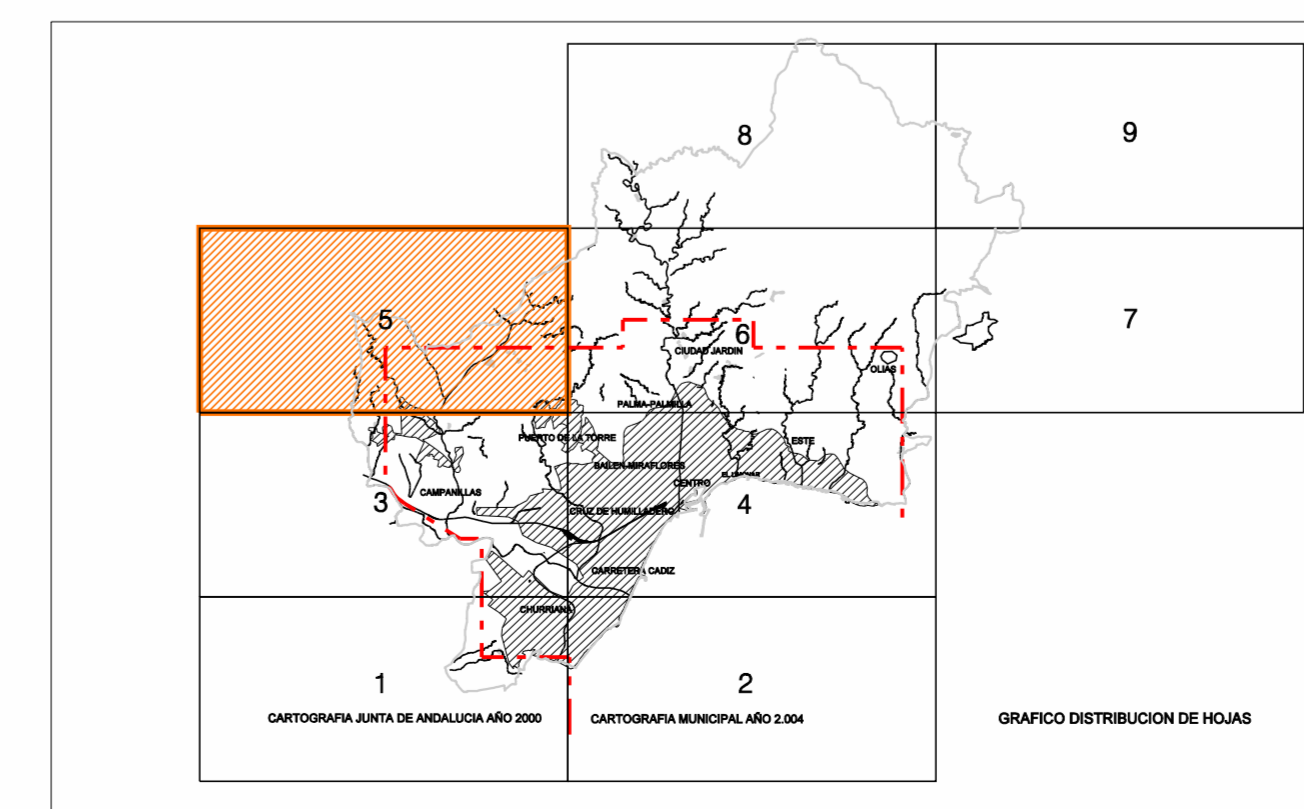 8
9
5
6
7
CIUDAD JARDIN
OLIAS
PALMA-PALMILLA
PUERTO DE LA TORRE
ESTE
BAILEN-MIRAFLORES
EL LIMONAR
CENTRO
CAMPANILLAS
3
4
CRUZ DE HUMILLADERO
CARRETERA CADIZ
CHURRIANA
1
2
CARTOGRAFIA JUNTA DE ANDALUCIA AÑO 2000
CARTOGRAFIA MUNICIPAL AÑO 2.004
GRAFICO DISTRIBUCION DE HOJAS